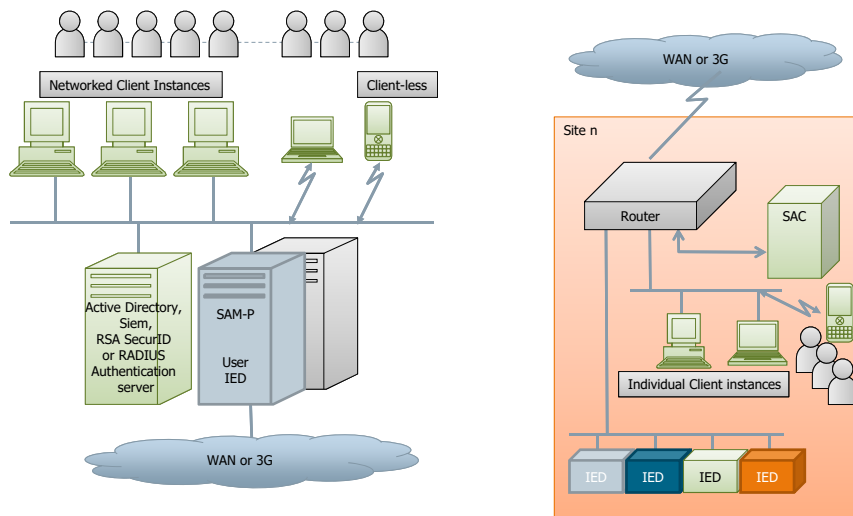 Networked Client Instances
Client-less
Active Directory,
Siem,
RSA SecurID
or RADIUS
Authentication
server
SAM-P
User
IED
WAN or 3G
WAN or 3G
Site n
Router
SAC
Individual Client instances
IED
IED
IED
IED